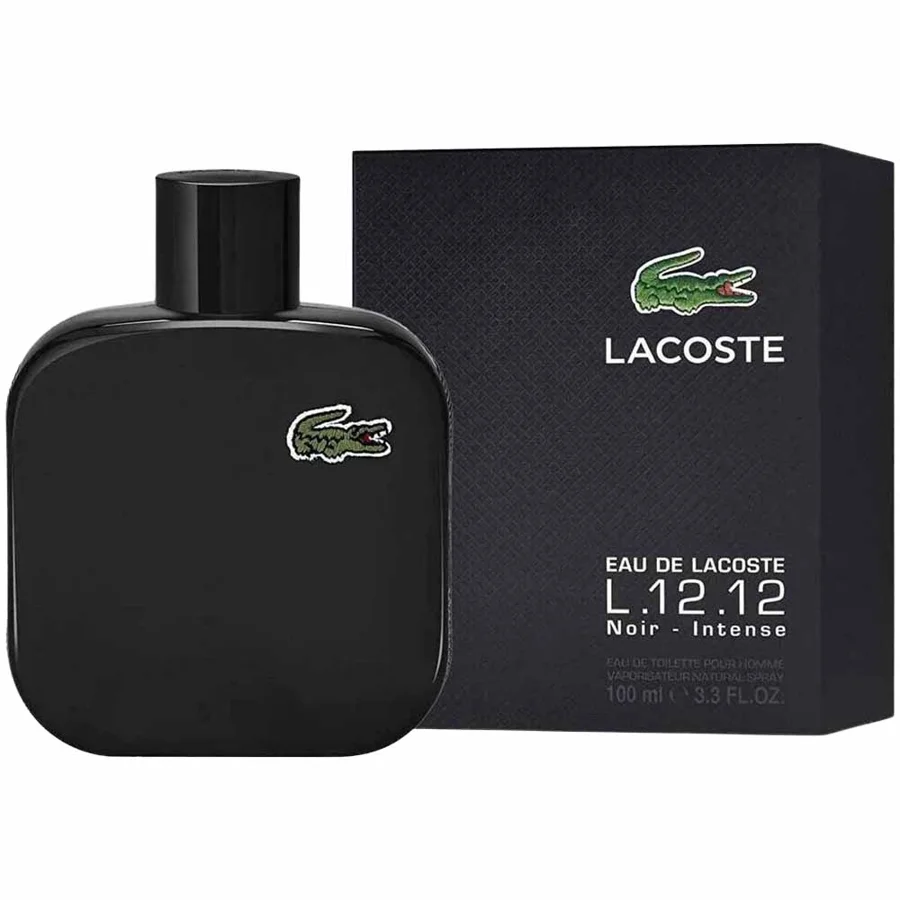 LACOSTE
EAU DE LACOSTE
L.12.12
Noir - Intense
EAU DE TOILETTE POUR HOMME
VAPORISATEUR NATURAL SPRAY
100 ml ℮ 3.3 FL.OZ.